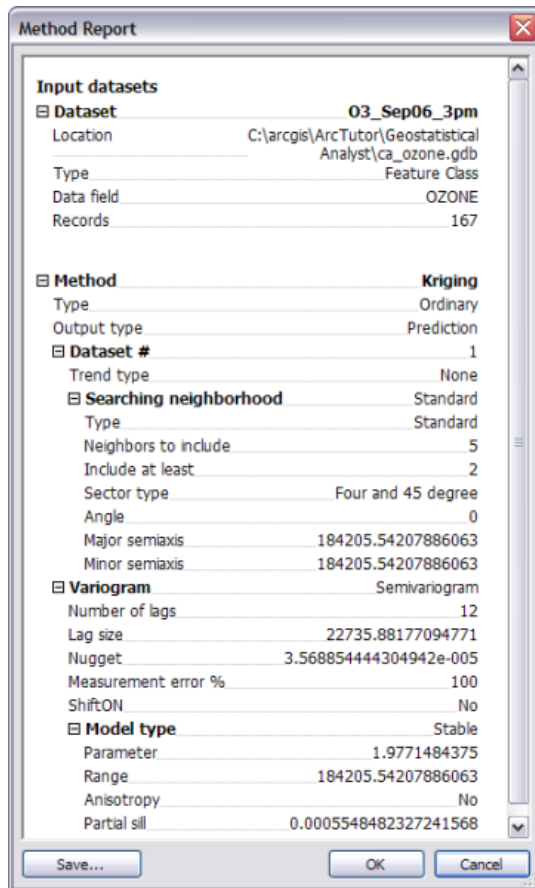 Method Report
Input datasets
Dataset O3_Sep06_3pm
Location C:\arcgis\ArcTutor\Geostatistical
Analyst\ca_ozone.gdb
Type Feature Class
Data field OZONE
Records 167
Method Kriging
Type Ordinary
Output type Prediction
Dataset # 1
Trend type None
Searching neighborhood Standard
Type Standard
Neighbors to include 5
Include at least 2
Sector type Four and 45 degree
Angle 0
Major semiaxis 184205.54207886063
Minor semiaxis 184205.54207886063
Variogram Semivariogram
Number of lags 12
Lag size 22735.88177094771
Nugget 3.568854444304942e-005
Measurement error % 100
ShiftON No
Model type Stable
Parameter 1.9771484375
Range 184205.54207886063
Anisotropy No
Partial sill 0.0005548482327241568
Save... OK Cancel